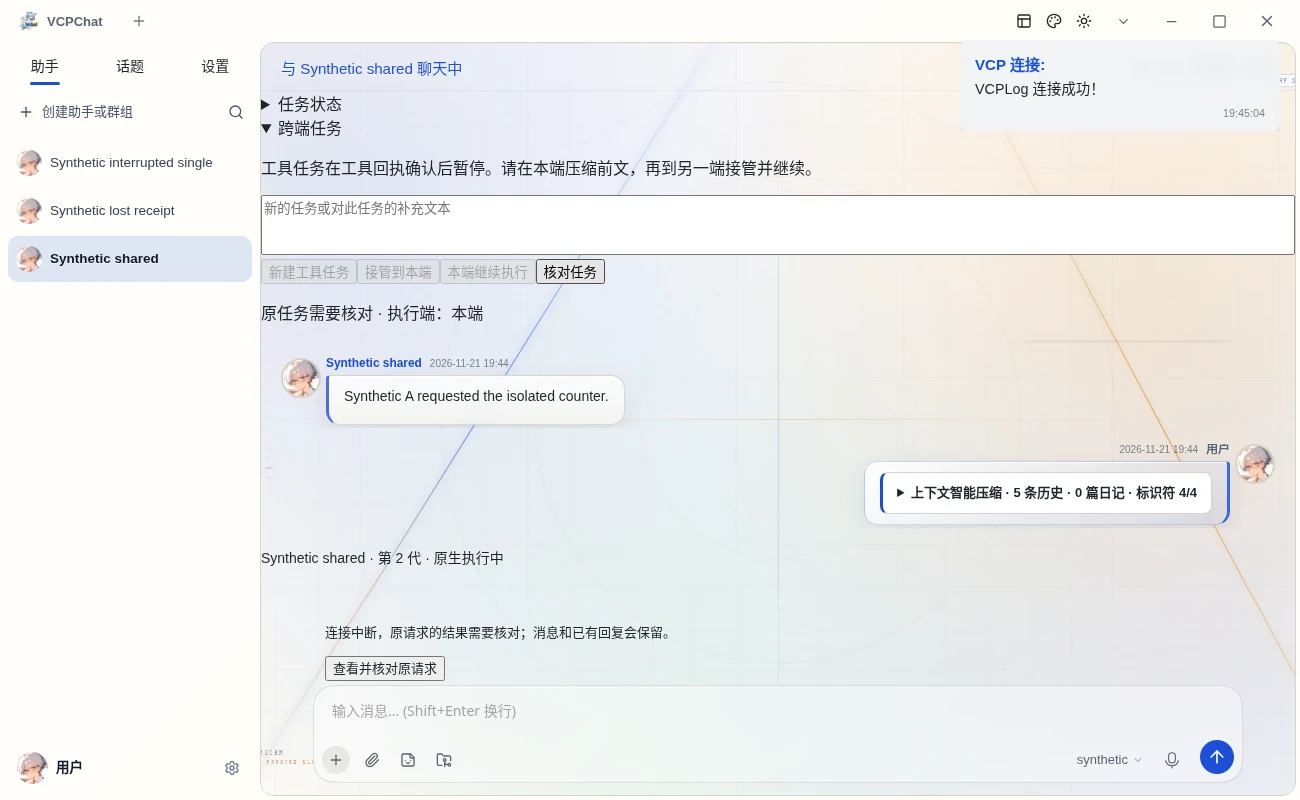 VCPChat
助手 话题 设置
创建助手或群组
Synthetic interrupted single
Synthetic lost receipt
Synthetic shared
用户
与 Synthetic shared 聊天中
VCP 连接:
VCPLog 连接成功!
19:45:04
任务状态
跨端任务
工具任务在工具回执确认后暂停。请在本端压缩前文，再到另一端接管并继续。
新的任务或对此任务的补充文本
新建工具任务 接管到本端 本端继续执行 核对任务
原任务需要核对 · 执行端：本端
Synthetic shared 2026-11-21 19:44
Synthetic A requested the isolated counter.
2026-11-21 19:44 用户
上下文智能压缩 · 5 条历史 · 0 篇日记 · 标识符 4/4
Synthetic shared · 第 2 代 · 原生执行中
连接中断，原请求的结果需要核对；消息和已有回复会保留。
查看并核对原请求
输入消息... (Shift+Enter 换行)
synthetic